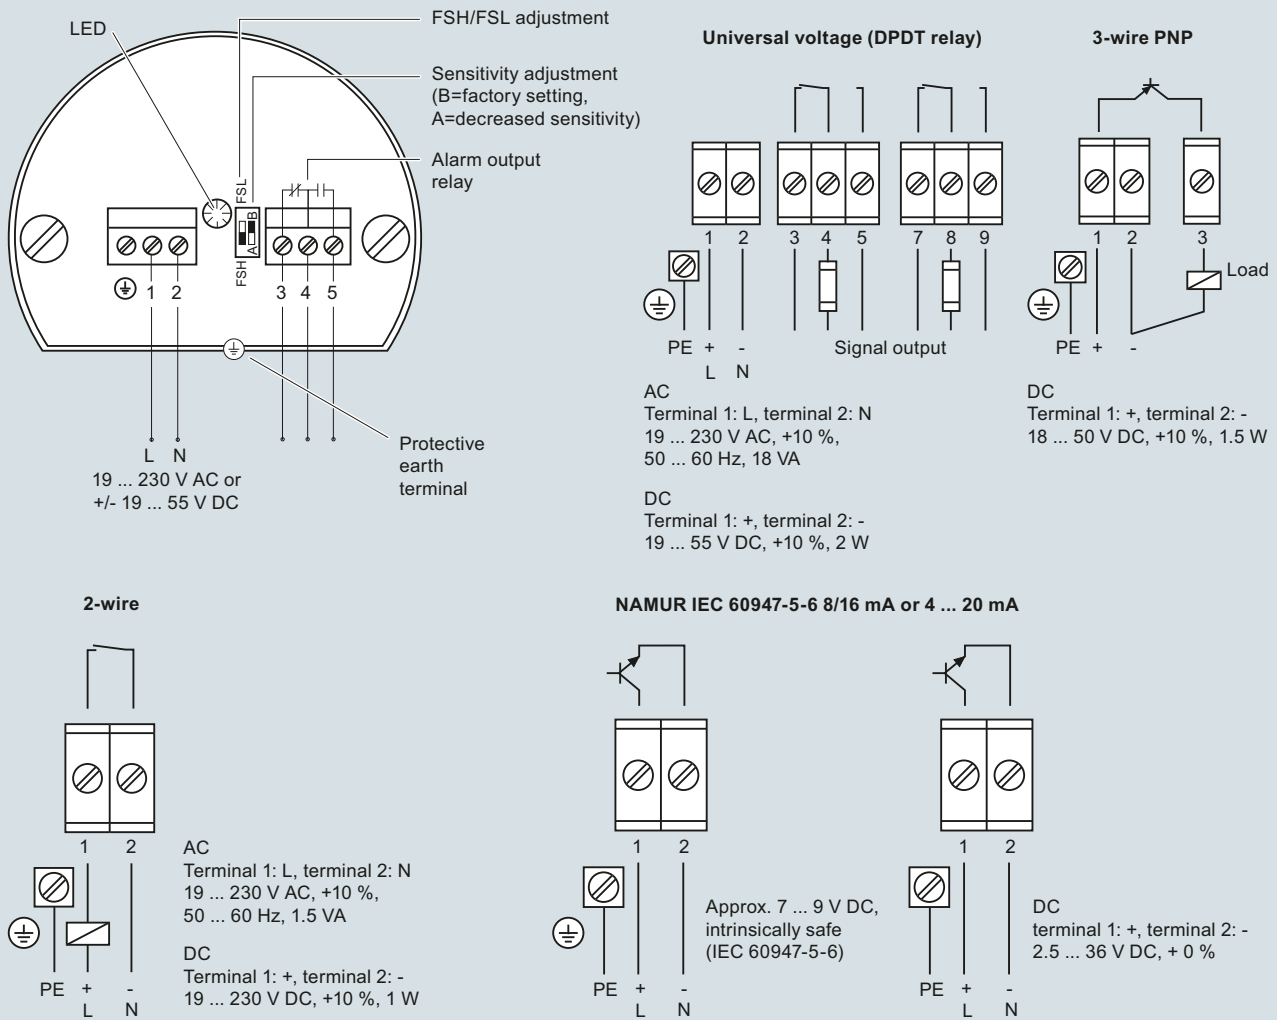 LED
FSH/FSL adjustment
Sensitivity adjustment
(B=factory setting,
A=decreased sensitivity)
Alarm output
relay
FSL
B
A
FSH
1 2
3 4 5
L N
19 ... 230 V AC or
+/- 19 ... 55 V DC
Protective
earth
terminal
Universal voltage (DPDT relay)
1 2 3 4 5 7 8 9
PE + -
L N
Signal output
AC
Terminal 1: L, terminal 2: N
19 ... 230 V AC, +10 %,
50 ... 60 Hz, 18 VA
DC
Terminal 1: +, terminal 2: -
19 ... 55 V DC, +10 %, 2 W
3-wire PNP
1 2 3
Load
PE + -
DC
Terminal 1: +, terminal 2: -
18 ... 50 V DC, +10 %, 1.5 W
2-wire
1 2
PE + -
L N
AC
Terminal 1: L, terminal 2: N
19 ... 230 V AC, +10 %,
50 ... 60 Hz, 1.5 VA
DC
Terminal 1: +, terminal 2: -
19 ... 230 V DC, +10 %, 1 W
NAMUR IEC 60947-5-6 8/16 mA or 4 ... 20 mA
1 2
PE + -
L N
Approx. 7 ... 9 V DC,
intrinsically safe
(IEC 60947-5-6)
1 2
PE + -
L N
DC
terminal 1: +, terminal 2: -
2.5 ... 36 V DC, + 0 %